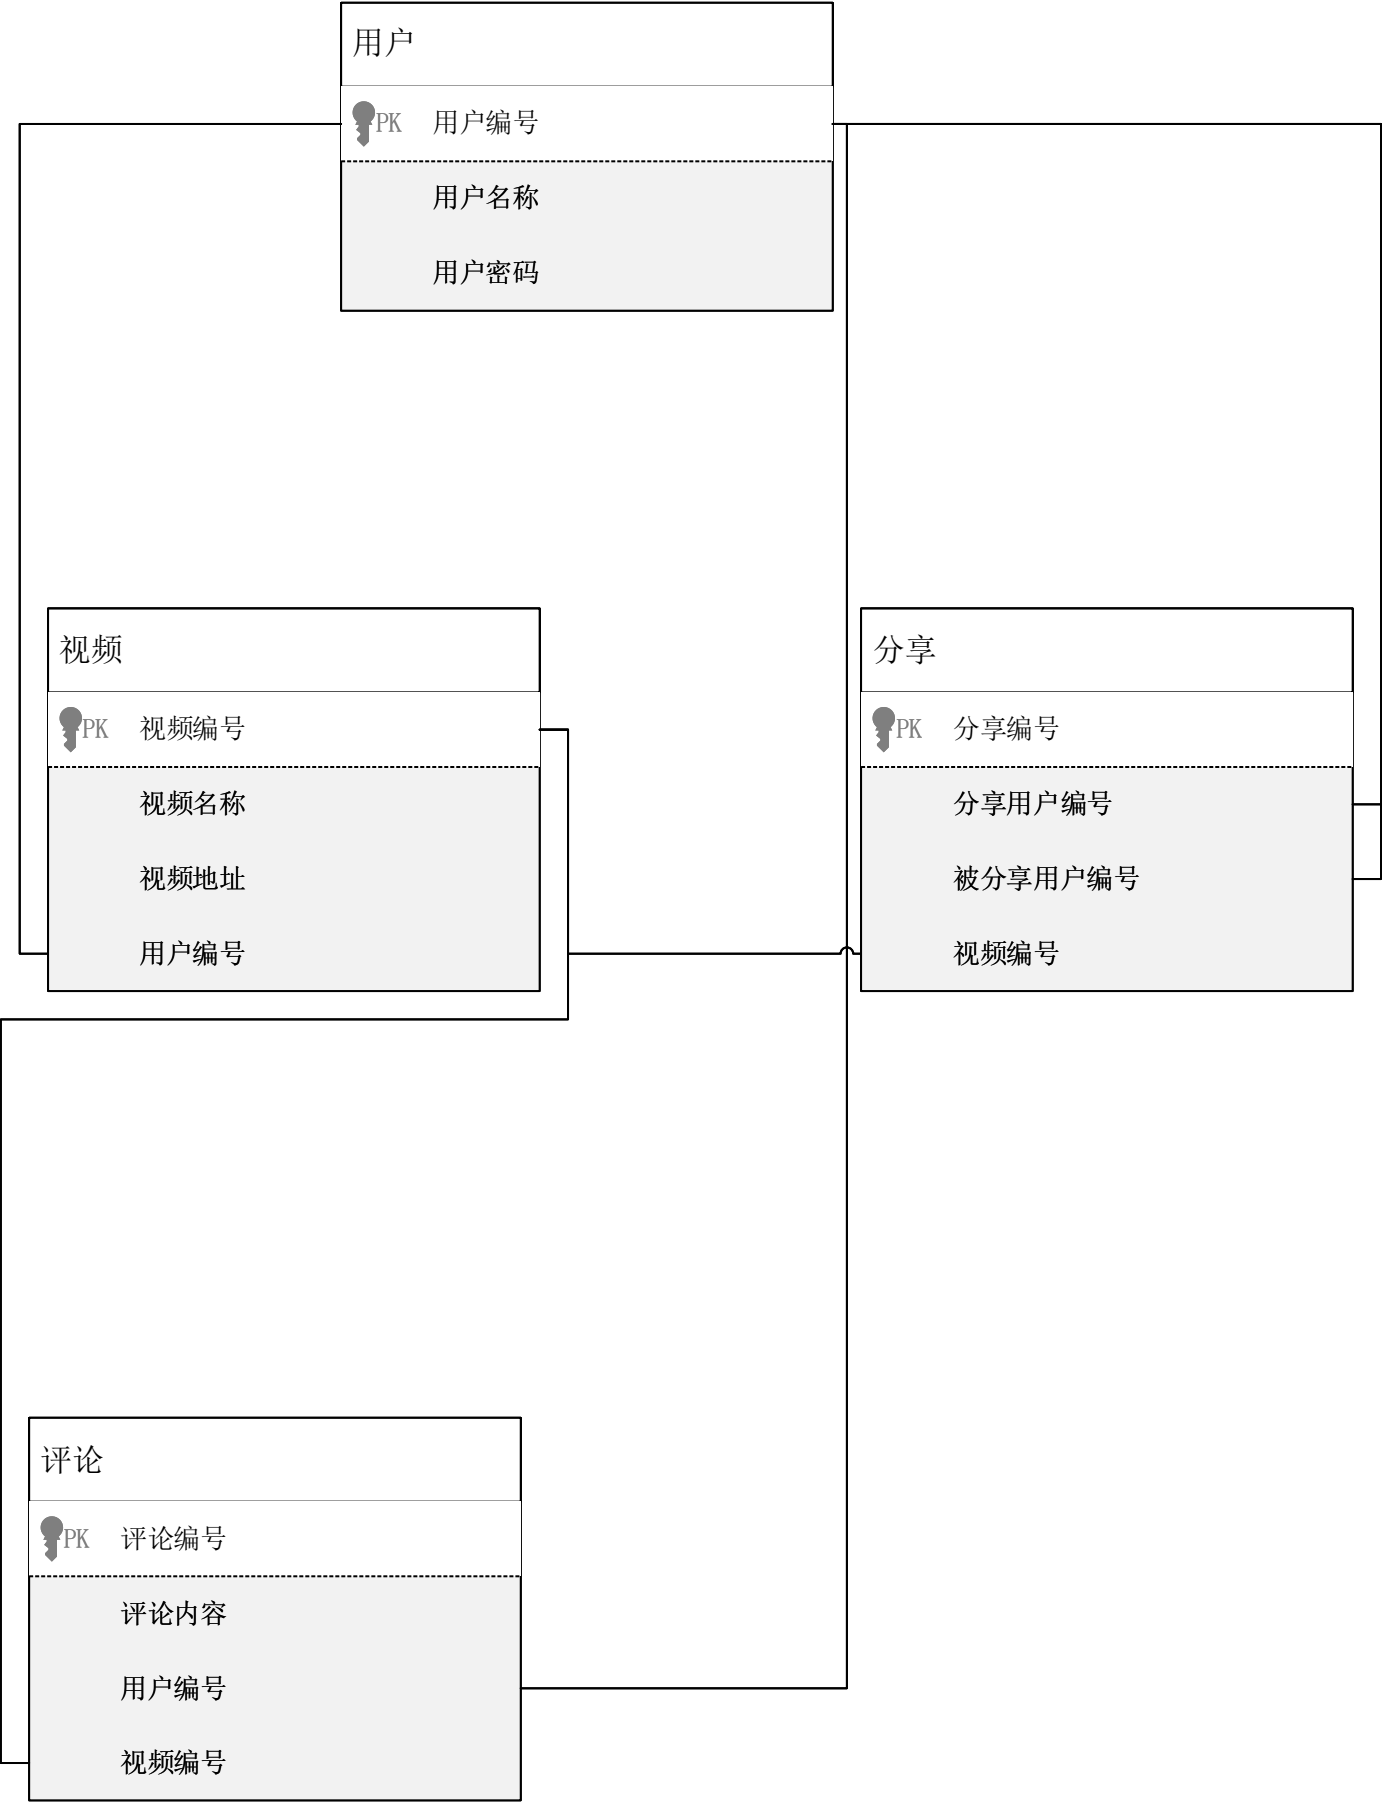 用户
PK 用户编号
用户名称
用户密码
视频
PK 视频编号
视频名称
视频地址
用户编号
分享
PK 分享编号
分享用户编号
被分享用户编号
视频编号
评论
PK 评论编号
评论内容
用户编号
视频编号